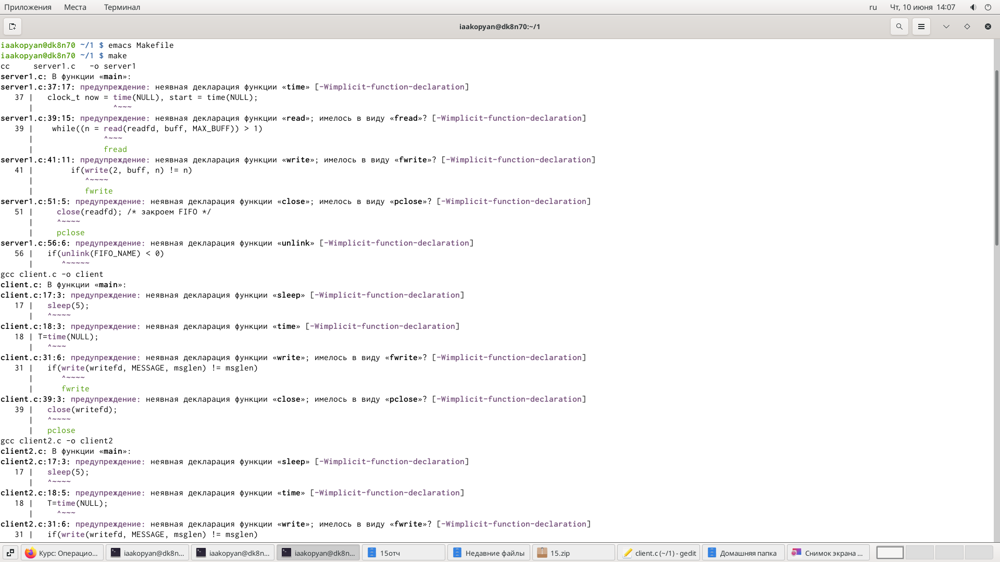 Приложения Места Терминал ru Чт, 10 июня 14:07
iaakopyan@dk8n70:~/1
iaakopyan@dk8n70 ~/1 $ emacs Makefile
iaakopyan@dk8n70 ~/1 $ make
cc     server1.c   -o server1
server1.c: В функции «main»:
server1.c:37:17: предупреждение: неявная декларация функции «time» [-Wimplicit-function-declaration]
   37 |   clock_t now = time(NULL), start = time(NULL);
      |                 ^~~~
server1.c:39:15: предупреждение: неявная декларация функции «read»; имелось в виду «fread»? [-Wimplicit-function-declaration]
   39 |    while((n = read(readfd, buff, MAX_BUFF)) > 1)
      |               ^~~~
      |               fread
server1.c:41:11: предупреждение: неявная декларация функции «write»; имелось в виду «fwrite»? [-Wimplicit-function-declaration]
   41 |        if(write(2, buff, n) != n)
      |           ^~~~~
      |           fwrite
server1.c:51:5: предупреждение: неявная декларация функции «close»; имелось в виду «pclose»? [-Wimplicit-function-declaration]
   51 |     close(readfd); /* закроем FIFO */
      |     ^~~~~
      |     pclose
server1.c:56:6: предупреждение: неявная декларация функции «unlink» [-Wimplicit-function-declaration]
   56 |   if(unlink(FIFO_NAME) < 0)
      |      ^~~~~~
gcc client.c -o client
client.c: В функции «main»:
client.c:17:3: предупреждение: неявная декларация функции «sleep» [-Wimplicit-function-declaration]
   17 |   sleep(5);
      |   ^~~~~
client.c:18:3: предупреждение: неявная декларация функции «time» [-Wimplicit-function-declaration]
   18 | T=time(NULL);
      |   ^~~~
client.c:31:6: предупреждение: неявная декларация функции «write»; имелось в виду «fwrite»? [-Wimplicit-function-declaration]
   31 |   if(write(writefd, MESSAGE, msglen) != msglen)
      |      ^~~~~
      |      fwrite
client.c:39:3: предупреждение: неявная декларация функции «close»; имелось в виду «pclose»? [-Wimplicit-function-declaration]
   39 |   close(writefd);
      |   ^~~~~
      |   pclose
gcc client2.c -o client2
client2.c: В функции «main»:
client2.c:17:3: предупреждение: неявная декларация функции «sleep» [-Wimplicit-function-declaration]
   17 |   sleep(5);
      |   ^~~~~
client2.c:18:5: предупреждение: неявная декларация функции «time» [-Wimplicit-function-declaration]
   18 |   T=time(NULL);
      |     ^~~~
client2.c:31:6: предупреждение: неявная декларация функции «write»; имелось в виду «fwrite»? [-Wimplicit-function-declaration]
   31 |   if(write(writefd, MESSAGE, msglen) != msglen)
Курс: Операцио... iaakopyan@dk8n... iaakopyan@dk8n... iaakopyan@dk8n... 15отч Недавние файлы 15.zip client.c (~/1) - gedit Домашняя папка Снимок экрана ...